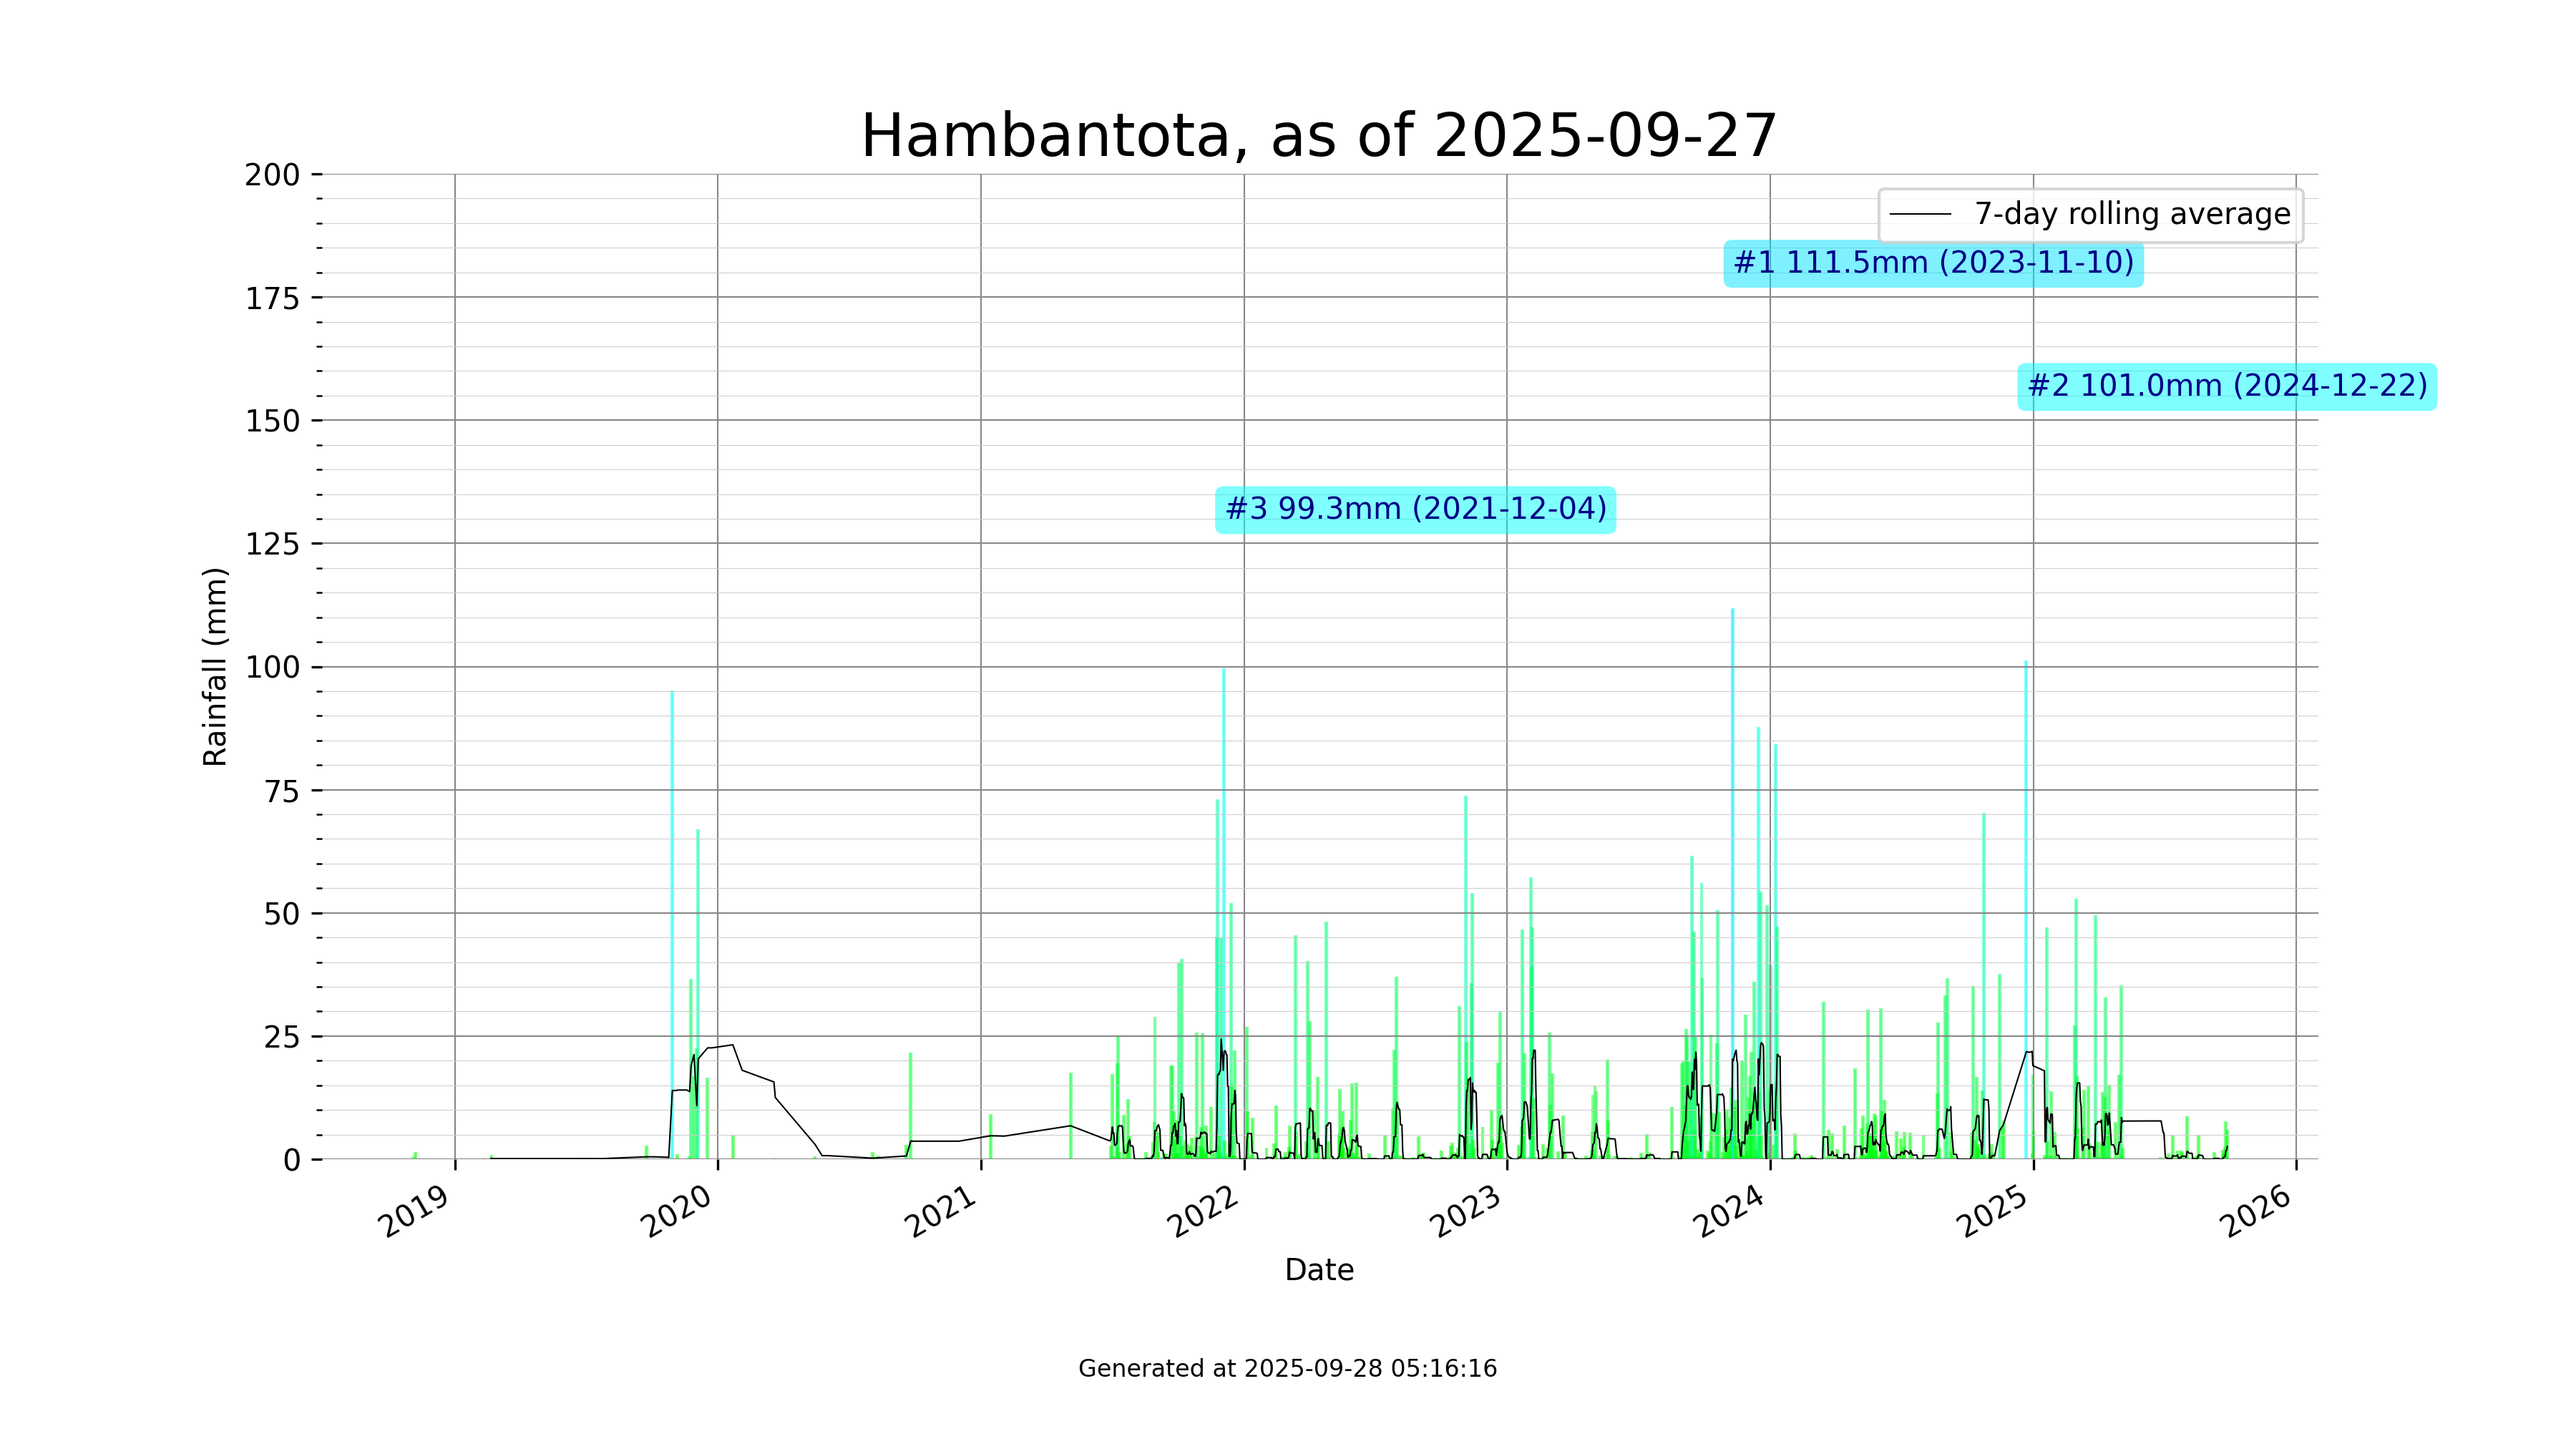 Hambantota, as of 2025-09-27
200
175
150
125
100
75
50
25
0
Rainfall (mm)
7-day rolling average
#1 111.5mm (2023-11-10)
#2 101.0mm (2024-12-22)
#3 99.3mm (2021-12-04)
2019
2020
2021
2022
2023
2024
2025
2026
Date
Generated at 2025-09-28 05:16:16